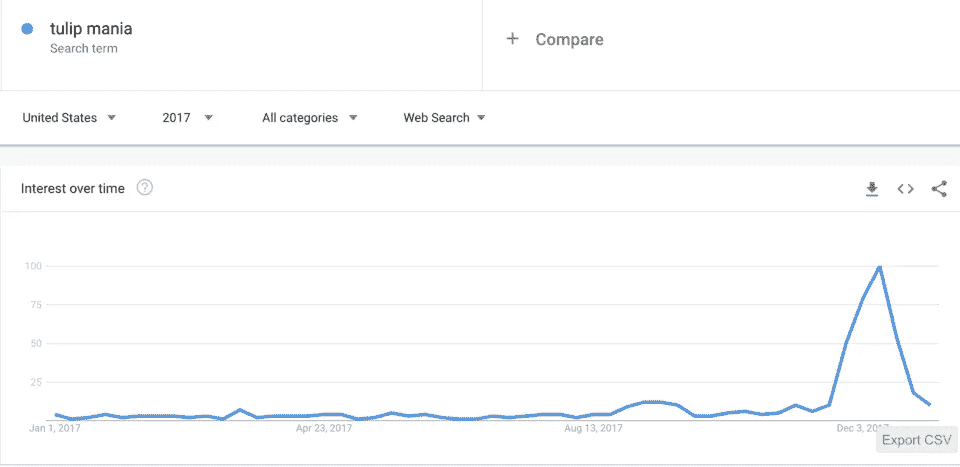 tulip mania
Search term
+ Compare
United States 2017 All categories Web Search
Interest over time ?
100
75
50
25
Jan 1, 2017 Apr 23, 2017 Aug 13, 2017 Dec 3, 2017
Export CSV